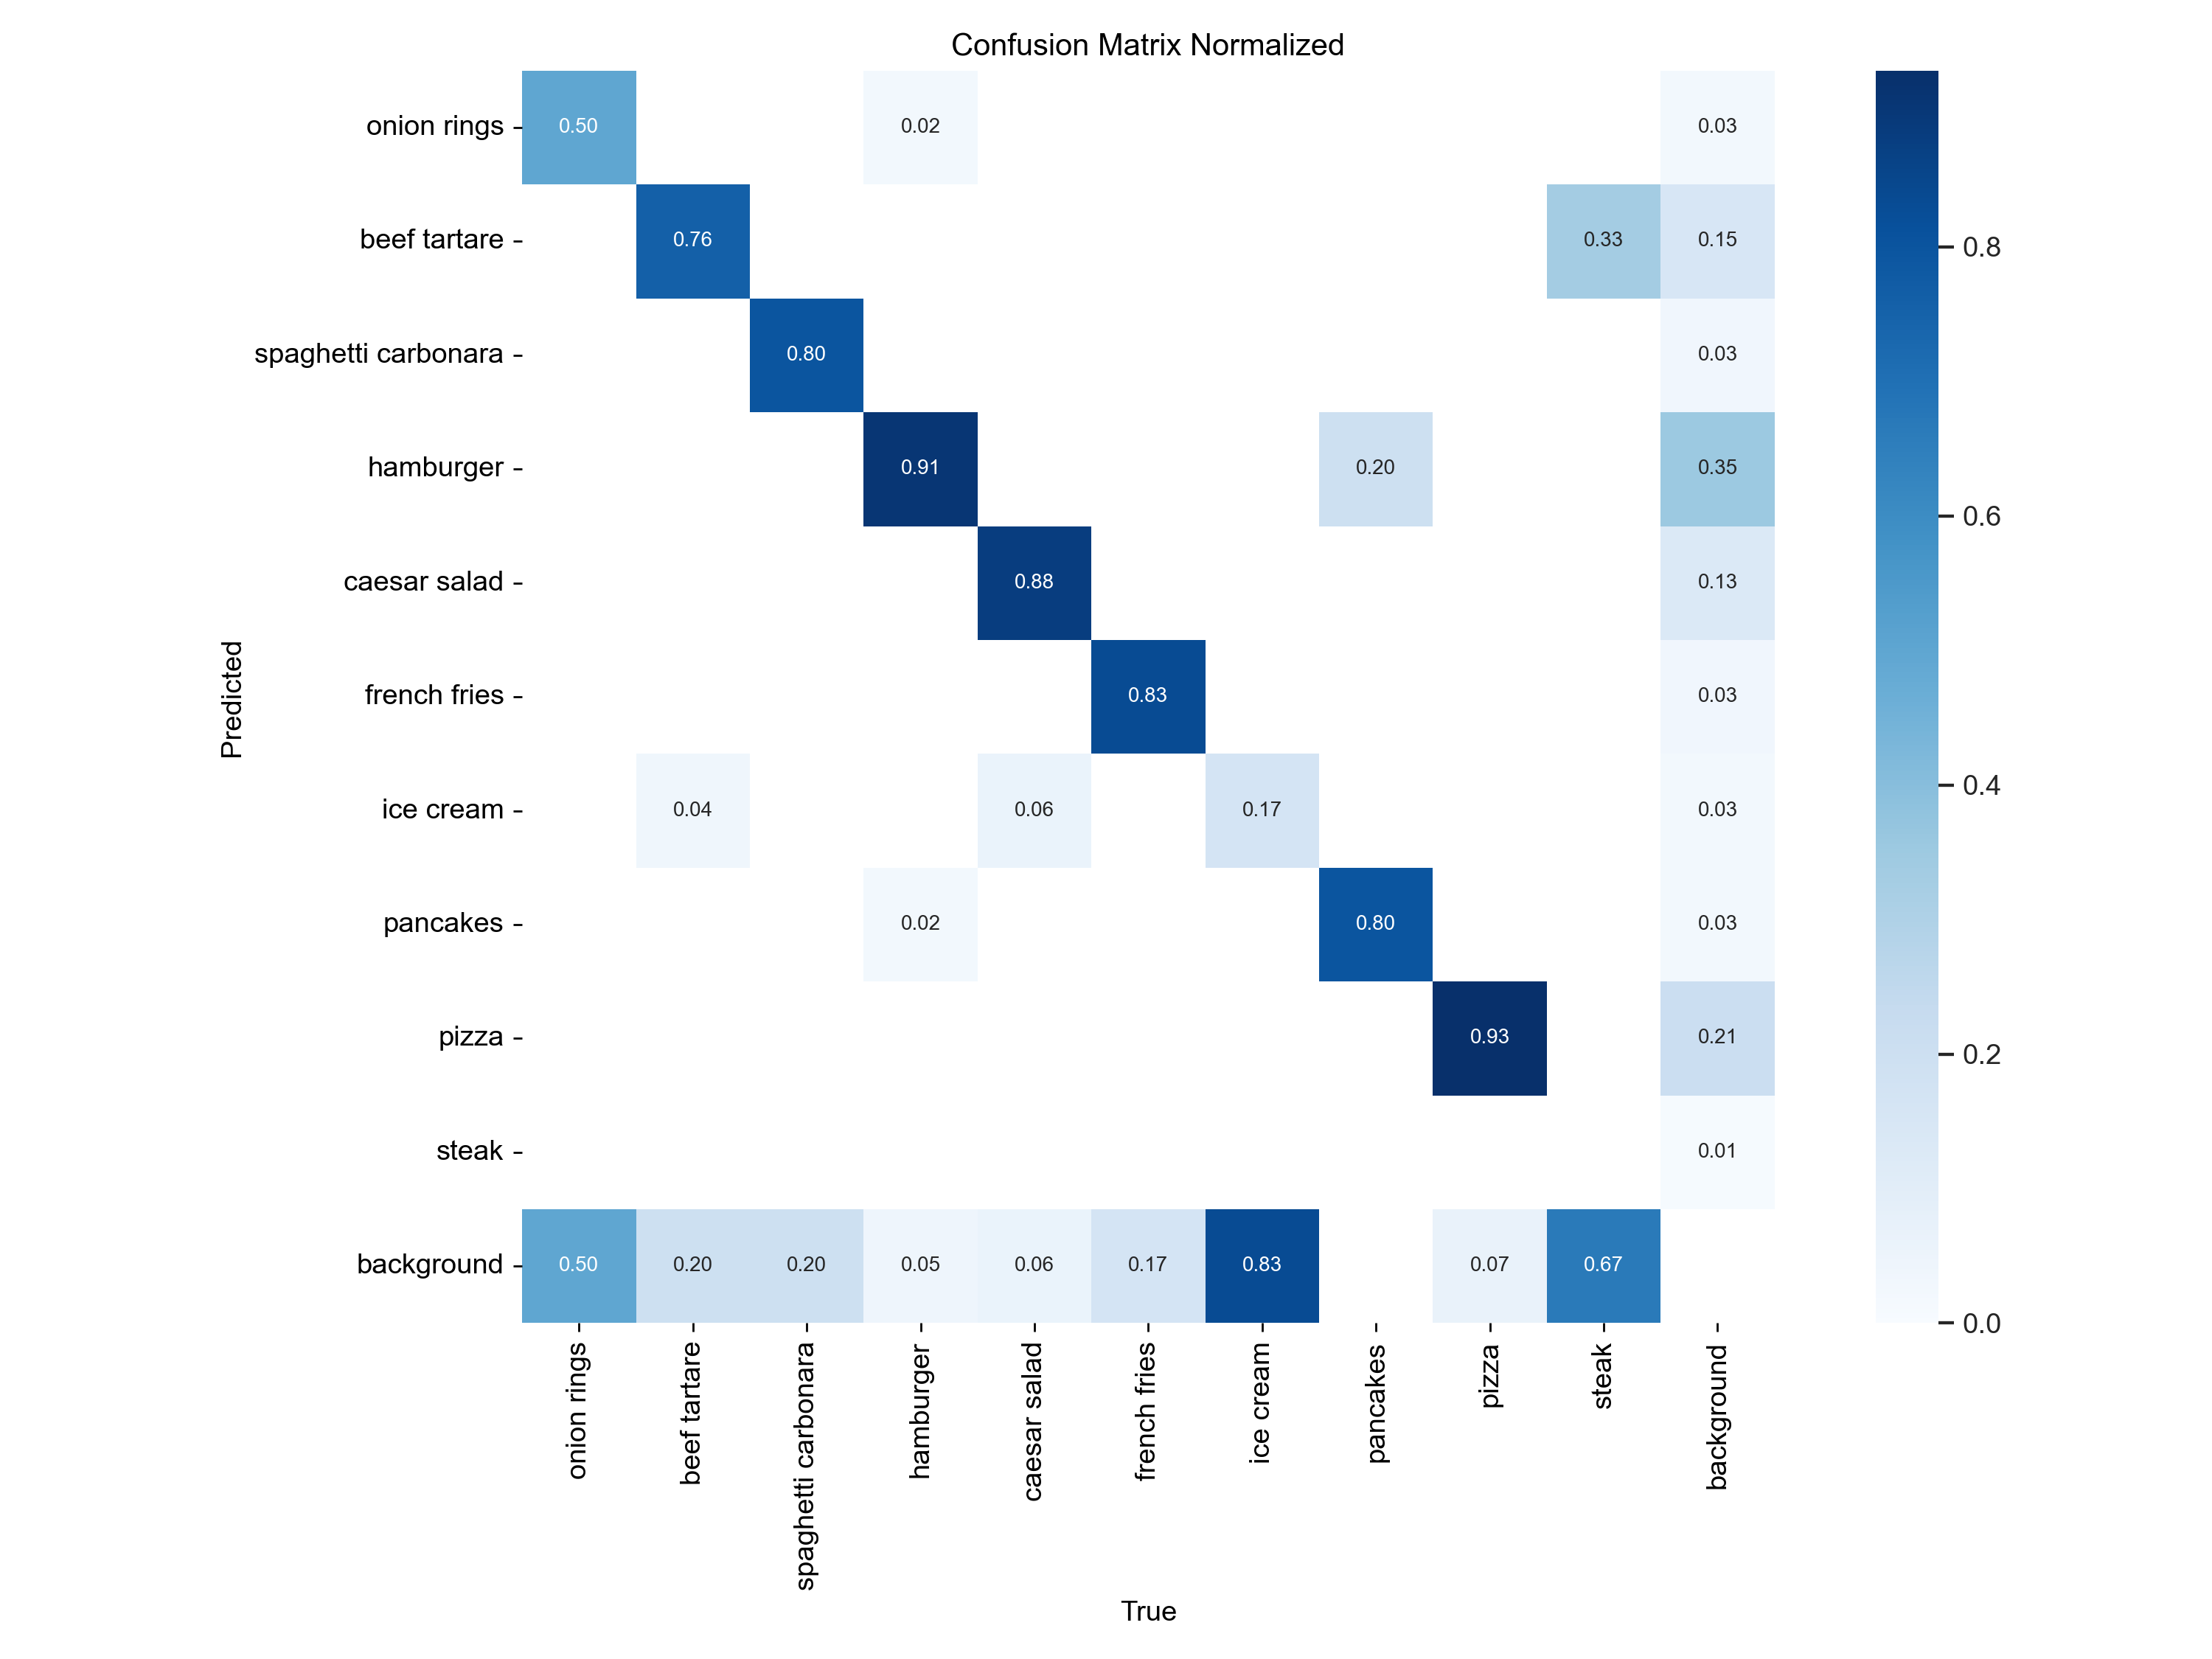 Confusion Matrix Normalized
onion rings 0.50 0.02 0.03
beef tartare 0.76 0.33 0.15 0.8
spaghetti carbonara 0.80 0.03
hamburger 0.91 0.20 0.35
0.6
caesar salad 0.88 0.13
Predicted
french fries 0.83 0.03
ice cream 0.04 0.06 0.17 0.03 0.4
pancakes 0.02 0.80 0.03
pizza 0.93 0.21 0.2
steak 0.01
background 0.50 0.20 0.20 0.05 0.06 0.17 0.83 0.07 0.67
0.0
onion rings
beef tartare
spaghetti carbonara
hamburger
caesar salad
french fries
ice cream
pancakes
pizza
steak
background
True